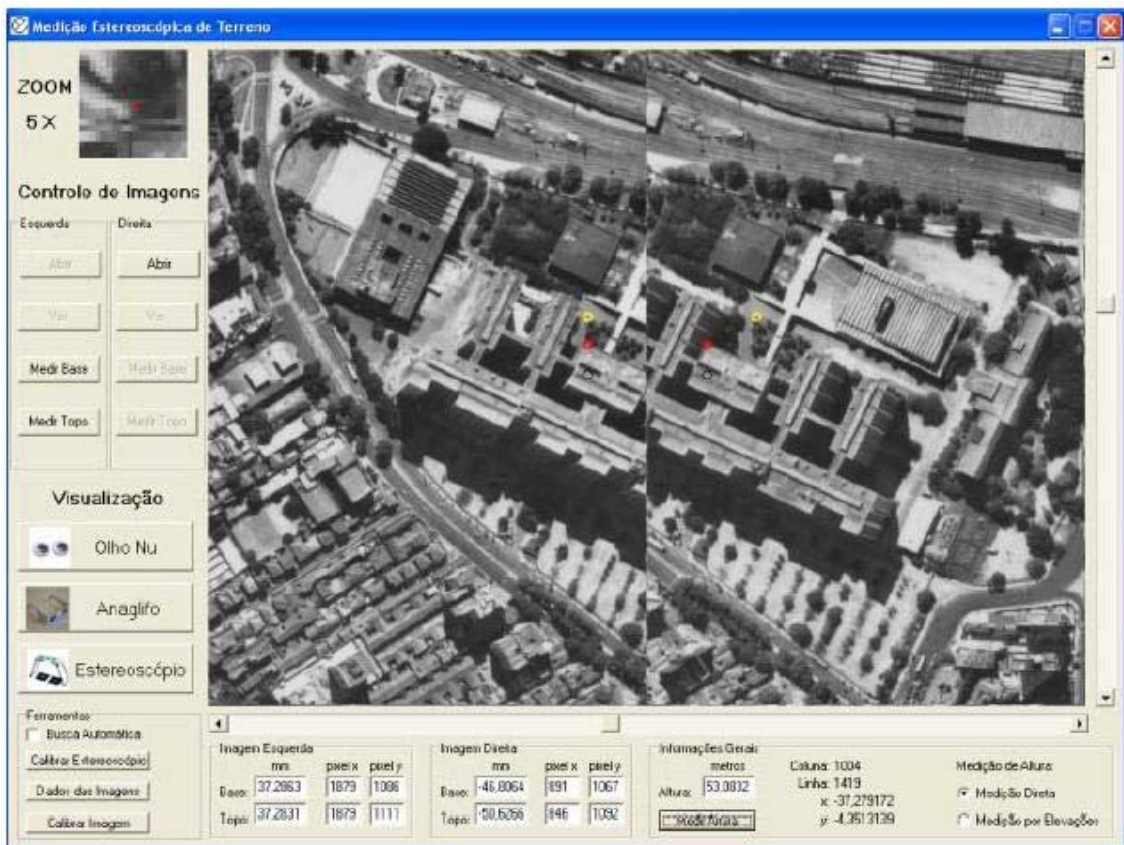 Medição Estereoscópica de Terreno
ZOOM
5X
Controle de Imagens
Esquerda Direita
Abrir Abrir
Ver Ver
Medir Base Medir Base
Medir Topo Medir Topo
Visualização
Olho Nu
Anaglifo
Estereoscópio
Ferramentas
Busca Automática
Calibrar Estereoscópio
Dados das Imagens
Calibrar Imagem
Imagem Esquerda
mm pixel x pixel y
Base: 37,2863 1879 1086
Topo: 37,2831 1879 1111
Imagem Direita
mm pixel x pixel y
Base: -46,8064 891 1067
Topo: -50,6266 846 1092
Informações Gerais
metros
Altura: 53,0832
Medir Altura
Coluna: 1004
Linha: 1419
x: -37,279172
y: -4,3513139
Medição de Altura:
Medição Direta
Medição por Elevações